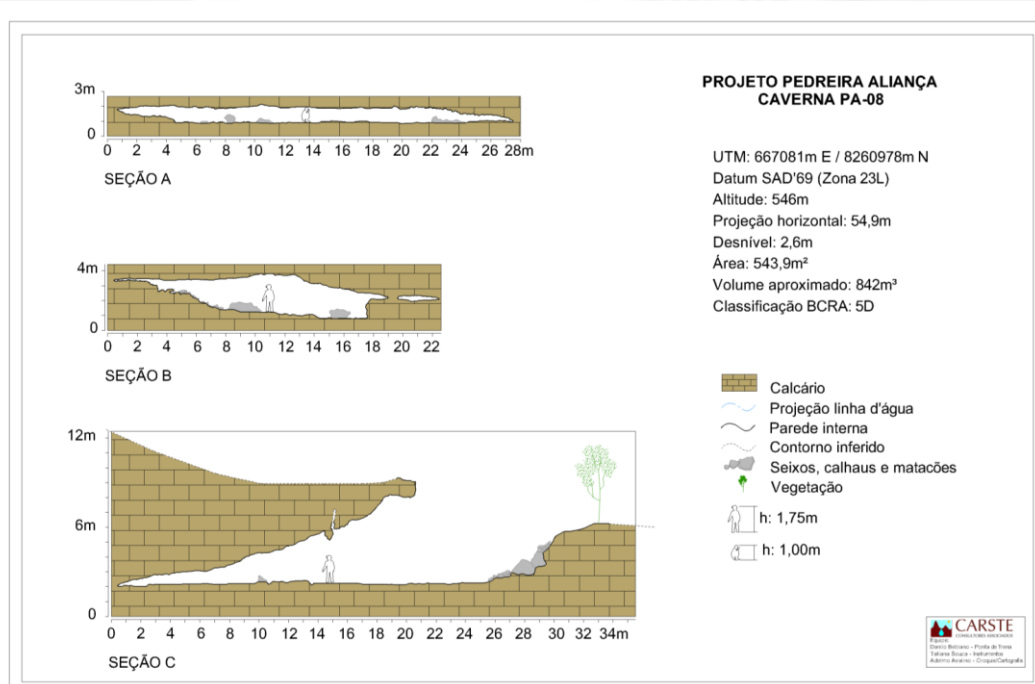 PROJETO PEDREIRA ALIANÇA
CAVERNA PA-08
3m
0
0 2 4 6 8 10 12 14 16 18 20 22 24 26 28m
SEÇÃO A
UTM: 667081m E / 8260978m N
Datum SAD'69 (Zona 23L)
Altitude: 546m
Projeção horizontal: 54,9m
Desnível: 2,6m
Área: 543,9m²
Volume aproximado: 842m³
Classificação BCRA: 5D
4m
0
0 2 4 6 8 10 12 14 16 18 20 22
SEÇÃO B
Calcário
Projeção linha d'água
Parede interna
Contorno inferido
Seixos, calhaus e matacões
Vegetação
h: 1,75m
h: 1,00m
12m
6m
0
0 2 4 6 8 10 12 14 16 18 20 22 24 26 28 30 32 34m
SEÇÃO C
CARSTE